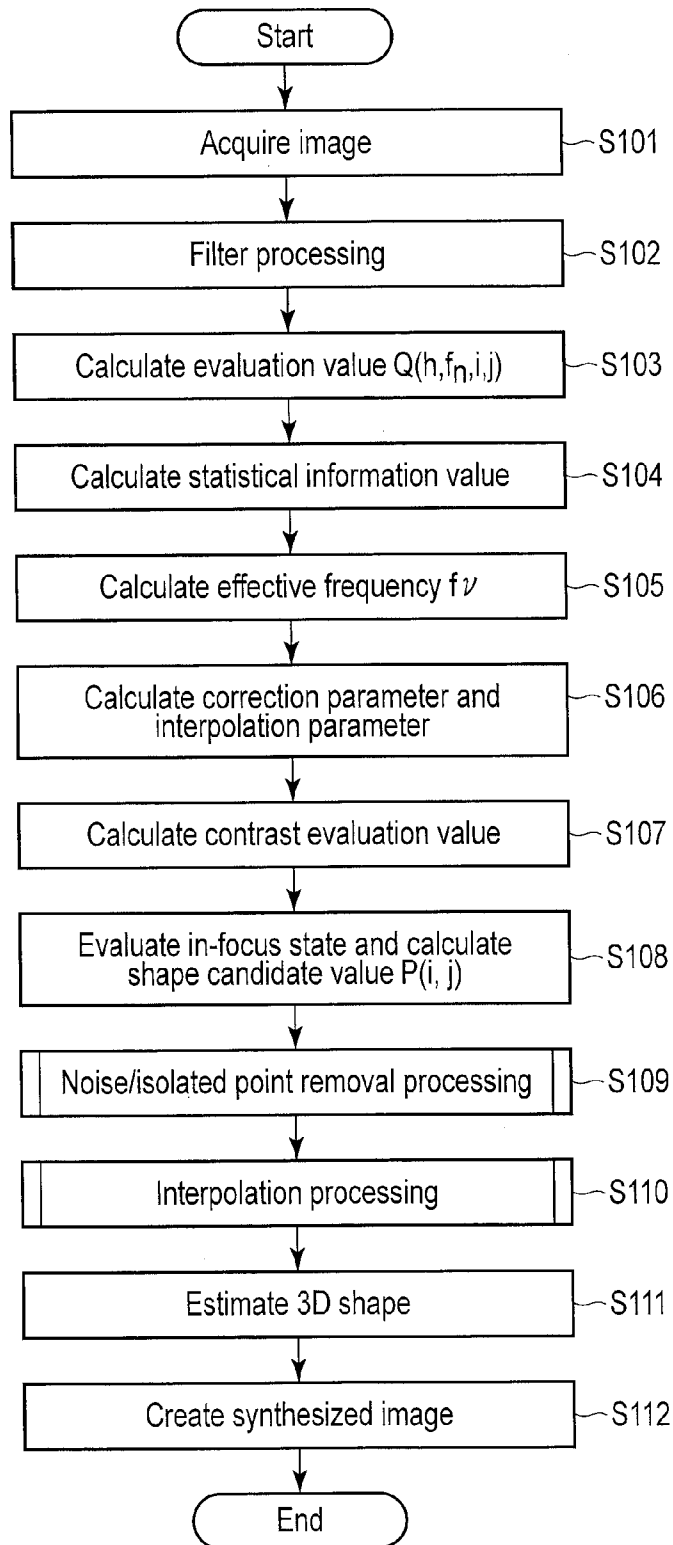 Start
Acquire image
S101
Filter processing
S102
Calculate evaluation value Q(h,fn,i,j)
S103
Calculate statistical information value
S104
Calculate effective frequency fν
S105
Calculate correction parameter and
interpolation parameter
S106
Calculate contrast evaluation value
S107
Evaluate in-focus state and calculate
shape candidate value P(i, j)
S108
Noise/isolated point removal processing
S109
Interpolation processing
S110
Estimate 3D shape
S111
Create synthesized image
S112
End